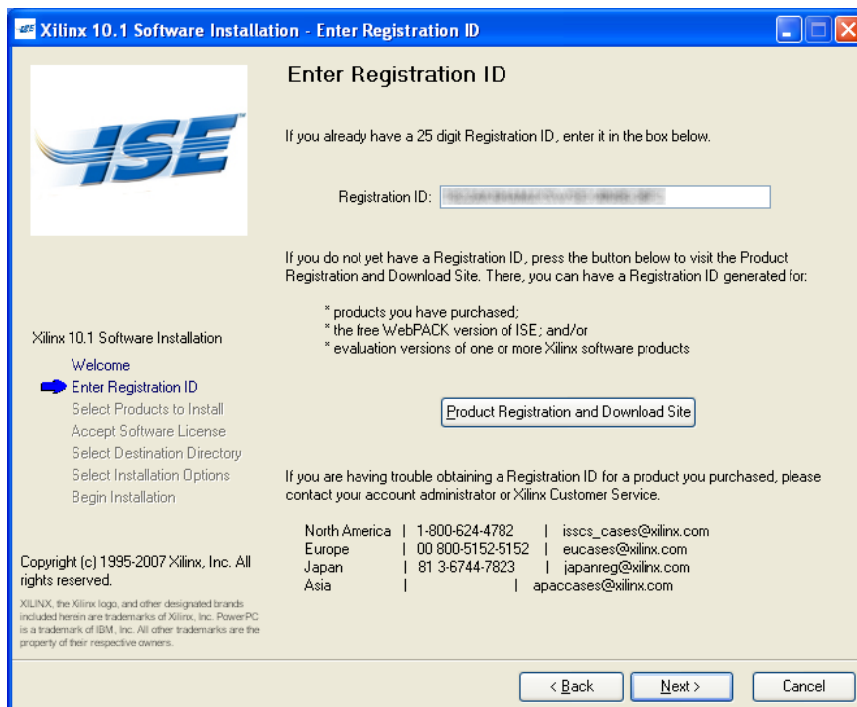 Xilinx 10.1 Software Installation - Enter Registration ID
ISE
Enter Registration ID
If you already have a 25 digit Registration ID, enter it in the box below.
Registration ID:
If you do not yet have a Registration ID, press the button below to visit the Product
Registration and Download Site. There, you can have a Registration ID generated for:
* products you have purchased;
* the free WebPACK version of ISE; and/or
* evaluation versions of one or more Xilinx software products
Product Registration and Download Site
If you are having trouble obtaining a Registration ID for a product you purchased, please
contact your account administrator or Xilinx Customer Service.
North America | 1-800-624-4782 | isscs_cases@xilinx.com
Europe | 00 800-5152-5152 | eucases@xilinx.com
Japan | 81 3-6744-7823 | japanreg@xilinx.com
Asia | | apaccases@xilinx.com
Xilinx 10.1 Software Installation
Welcome
Enter Registration ID
Select Products to Install
Accept Software License
Select Destination Directory
Select Installation Options
Begin Installation
Copyright (c) 1995-2007 Xilinx, Inc. All
rights reserved.
XILINX, the Xilinx logo, and other designated brands
included herein are trademarks of Xilinx, Inc. PowerPC
is a trademark of IBM, Inc. All other trademarks are the
property of their respective owners.
< Back
Next >
Cancel